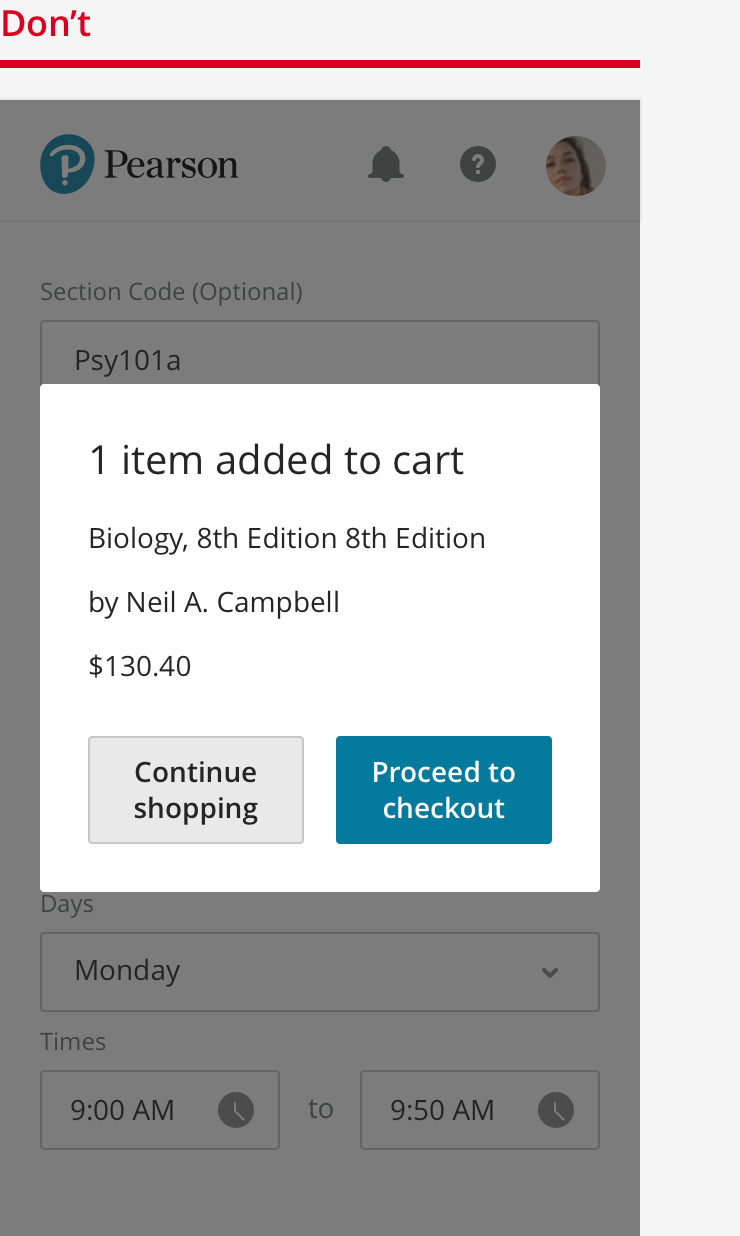 Don’t
Pearson
Section Code (Optional)
Psy101a
1 item added to cart
Biology, 8th Edition 8th Edition
by Neil A. Campbell
$130.40
Continue
shopping
Proceed to
checkout
Days
Monday
Times
9:00 AM to 9:50 AM